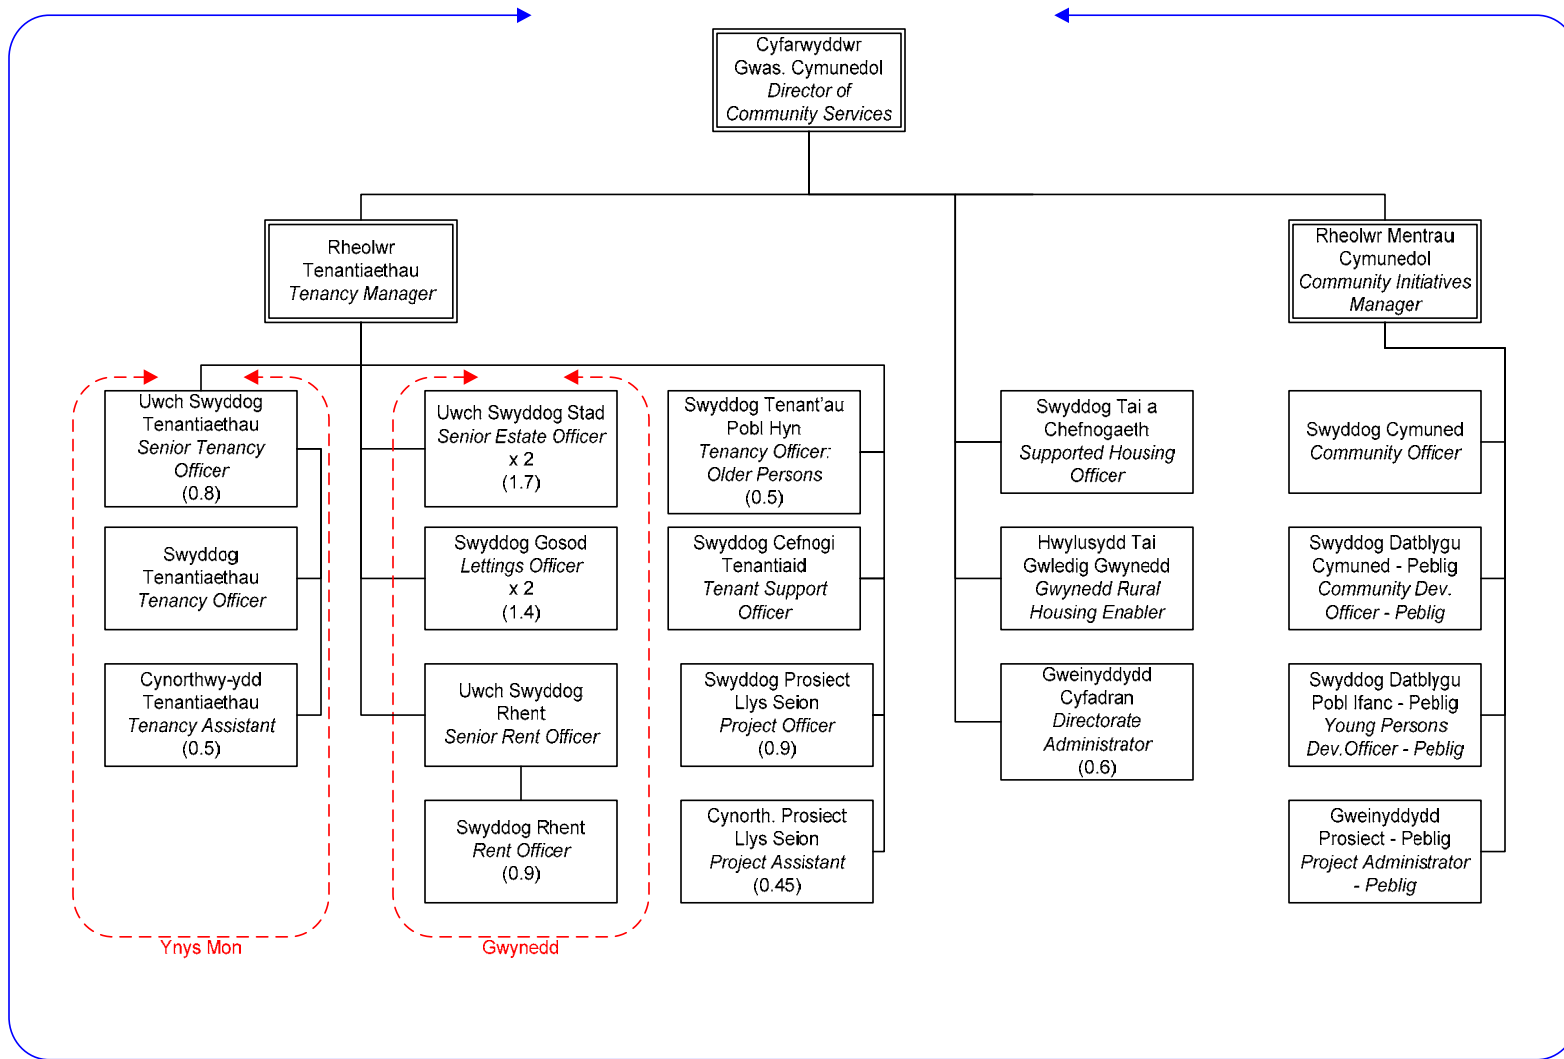 Cyfarwyddwr
Gwas. Cymunedol
Director of
Community Services
Rheolwr
Tenantiaethau
Tenancy Manager
Rheolwr Mentrau
Cymunedol
Community Initiatives
Manager
Uwch Swyddog
Tenantiaethau
Senior Tenancy
Officer
(0.8)
Swyddog
Tenantiaethau
Tenancy Officer
Cynorthwy-ydd
Tenantiaethau
Tenancy Assistant
(0.5)
Ynys Mon
Uwch Swyddog Stad
Senior Estate Officer
x 2
(1.7)
Swyddog Gosod
Lettings Officer
x 2
(1.4)
Uwch Swyddog
Rhent
Senior Rent Officer
Swyddog Rhent
Rent Officer
(0.9)
Gwynedd
Swyddog Tenant'au
Pobl Hyn
Tenancy Officer:
Older Persons
(0.5)
Swyddog Cefnogi
Tenantiaid
Tenant Support
Officer
Swyddog Prosiect
Llys Seion
Project Officer
(0.9)
Cynorth. Prosiect
Llys Seion
Project Assistant
(0.45)
Swyddog Tai a
Chefnogaeth
Supported Housing
Officer
Hwylusydd Tai
Gwledig Gwynedd
Gwynedd Rural
Housing Enabler
Gweinyddydd
Cyfadran
Directorate
Administrator
(0.6)
Swyddog Cymuned
Community Officer
Swyddog Datblygu
Cymuned - Peblig
Community Dev.
Officer - Peblig
Swyddog Datblygu
Pobl Ifanc - Peblig
Young Persons
Dev.Officer - Peblig
Gweinyddydd
Prosiect - Peblig
Project Administrator
- Peblig